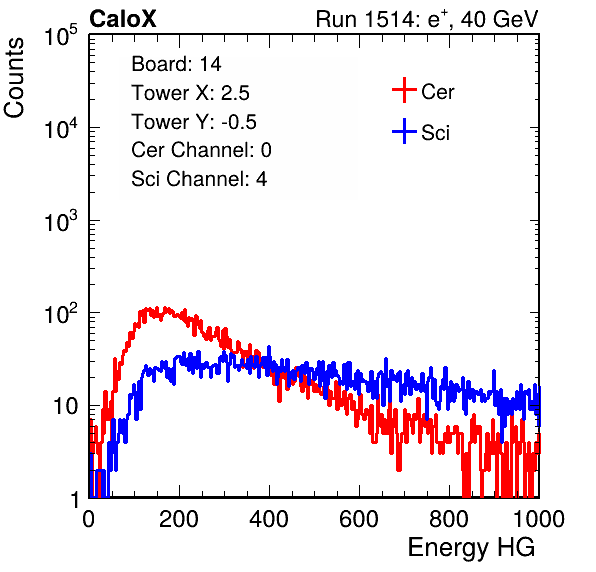 CaloX Run 1514: e+, 40 GeV
Counts
Board: 14
Tower X: 2.5
Tower Y: -0.5
Cer Channel: 0
Sci Channel: 4
Cer
Sci
10^5
10^4
10^3
10^2
10
1
0 200 400 600 800 1000
Energy HG